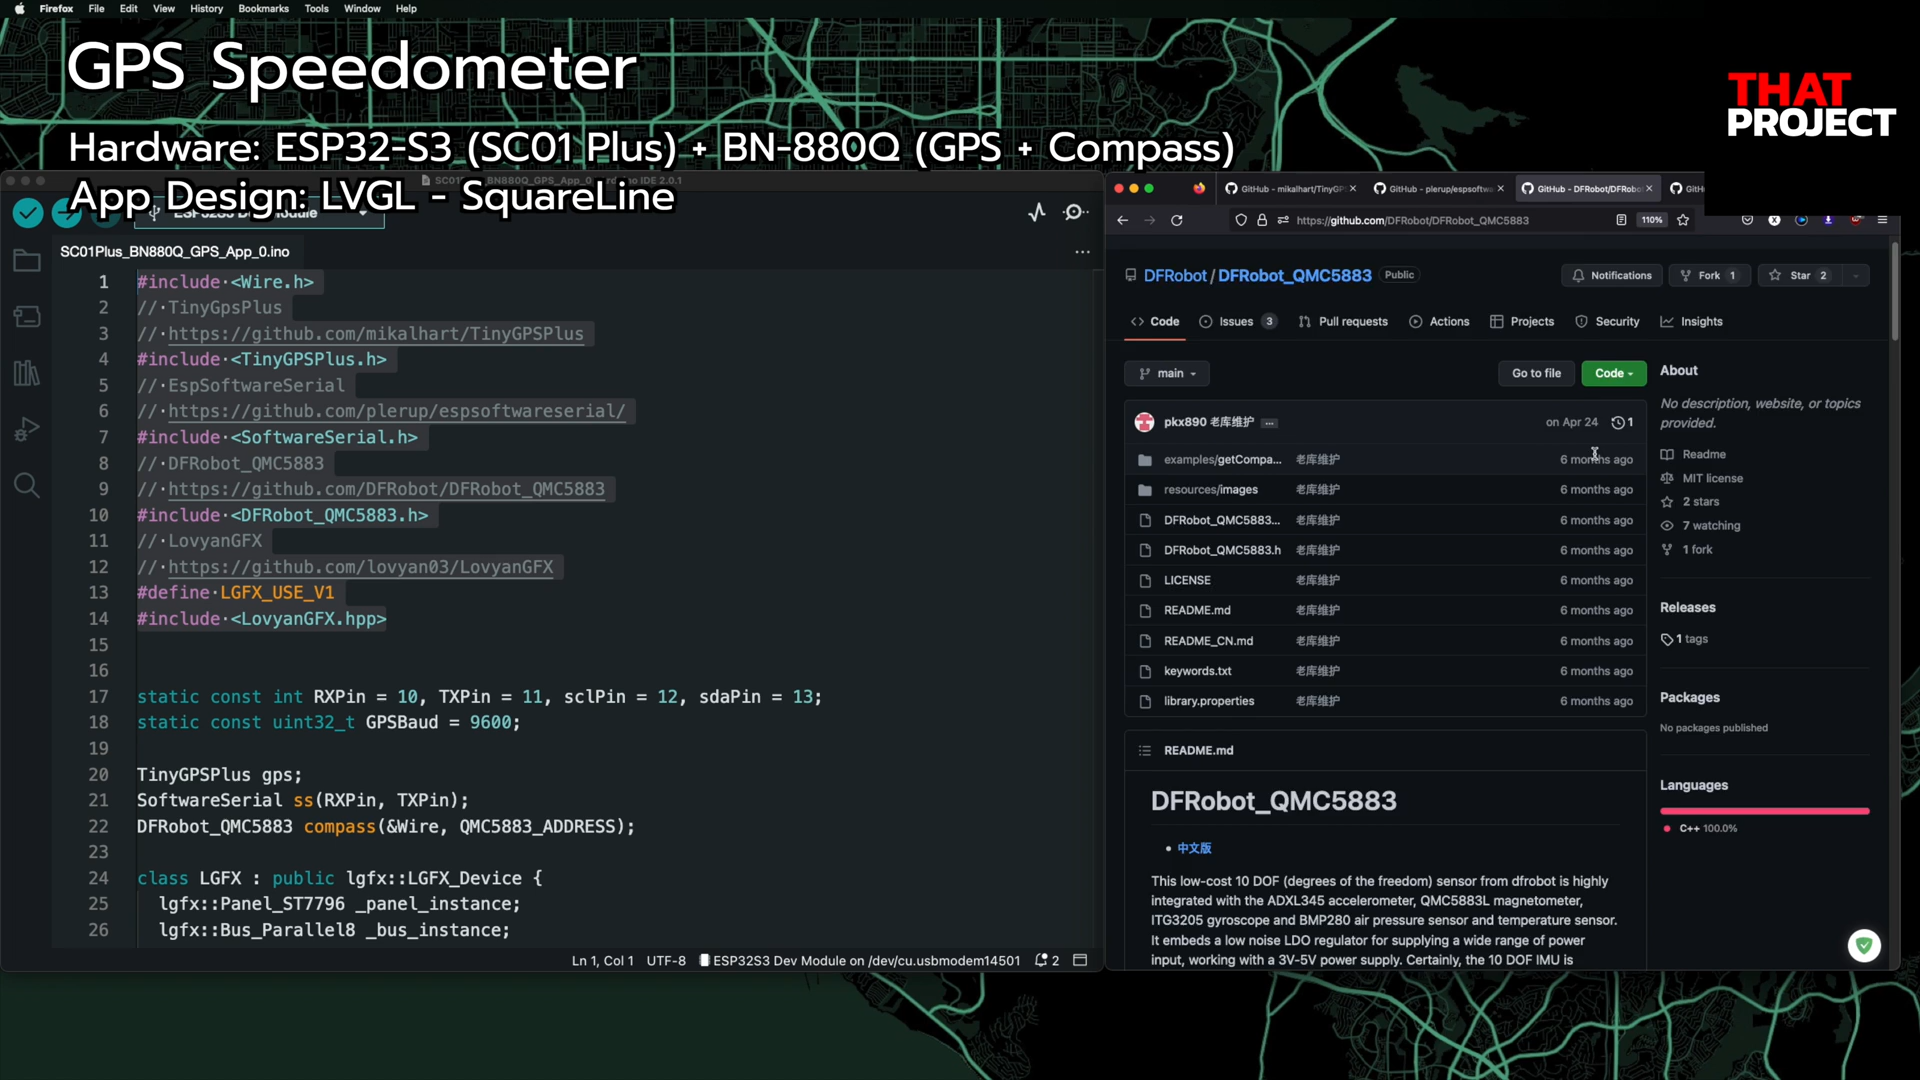 Firefox File Edit View History Bookmarks Tools Window Help
GPS Speedometer
THAT
PROJECT
Hardware: ESP32-S3 (SC01 Plus) + BN-880Q (GPS + Compass)
App Design: LVGL - SquareLine
SC01Plus_BN880Q_GPS_App_0.ino
1 #include <Wire.h>
2 // TinyGpsPlus
3 // https://github.com/mikalhart/TinyGPSPlus
4 #include <TinyGPSPlus.h>
5 // EspSoftwareSerial
6 // https://github.com/plerup/espsoftwareserial/
7 #include <SoftwareSerial.h>
8 // DFRobot_QMC5883
9 // https://github.com/DFRobot/DFRobot_QMC5883
10 #include <DFRobot_QMC5883.h>
11 // LovyanGFX
12 // https://github.com/lovyan03/LovyanGFX
13 #define LGFX_USE_V1
14 #include <LovyanGFX.hpp>
15
16
17 static const int RXPin = 10, TXPin = 11, sclPin = 12, sdaPin = 13;
18 static const uint32_t GPSBaud = 9600;
19
20 TinyGPSPlus gps;
21 SoftwareSerial ss(RXPin, TXPin);
22 DFRobot_QMC5883 compass(&Wire, QMC5883_ADDRESS);
23
24 class LGFX : public lgfx::LGFX_Device {
25 lgfx::Panel_ST7796 _panel_instance;
26 lgfx::Bus_Parallel8 _bus_instance;
Ln 1, Col 1 UTF-8 ESP32S3 Dev Module on /dev/cu.usbmodem14501 2
GitHub - mikalhart/TinyGP GitHub - plerup/espsoftwa GitHub - DFRobot/DFRobo
https://github.com/DFRobot/DFRobot_QMC5883 110%
DFRobot / DFRobot_QMC5883 Public Notifications Fork 1 Star 2
Code Issues 3 Pull requests Actions Projects Security Insights
main Go to file Code
pkx890 老库维护 ... on Apr 24 1
examples/getCompa... 老库维护 6 months ago
resources/images 老库维护 6 months ago
DFRobot_QMC5883... 老库维护 6 months ago
DFRobot_QMC5883.h 老库维护 6 months ago
LICENSE 老库维护 6 months ago
README.md 老库维护 6 months ago
README_CN.md 老库维护 6 months ago
keywords.txt 老库维护 6 months ago
library.properties 老库维护 6 months ago
README.md
DFRobot_QMC5883
中文版
This low-cost 10 DOF (degrees of the freedom) sensor from dfrobot is highly
integrated with the ADXL345 accelerometer, QMC5883L magnetometer,
ITG3205 gyroscope and BMP280 air pressure sensor and temperature sensor.
It embeds a low noise LDO regulator for supplying a wide range of power
input, working with a 3V-5V power supply. Certainly, the 10 DOF IMU is
About
No description, website, or topics
provided.
Readme
MIT license
2 stars
7 watching
1 fork
Releases
1 tags
Packages
No packages published
Languages
C++ 100.0%